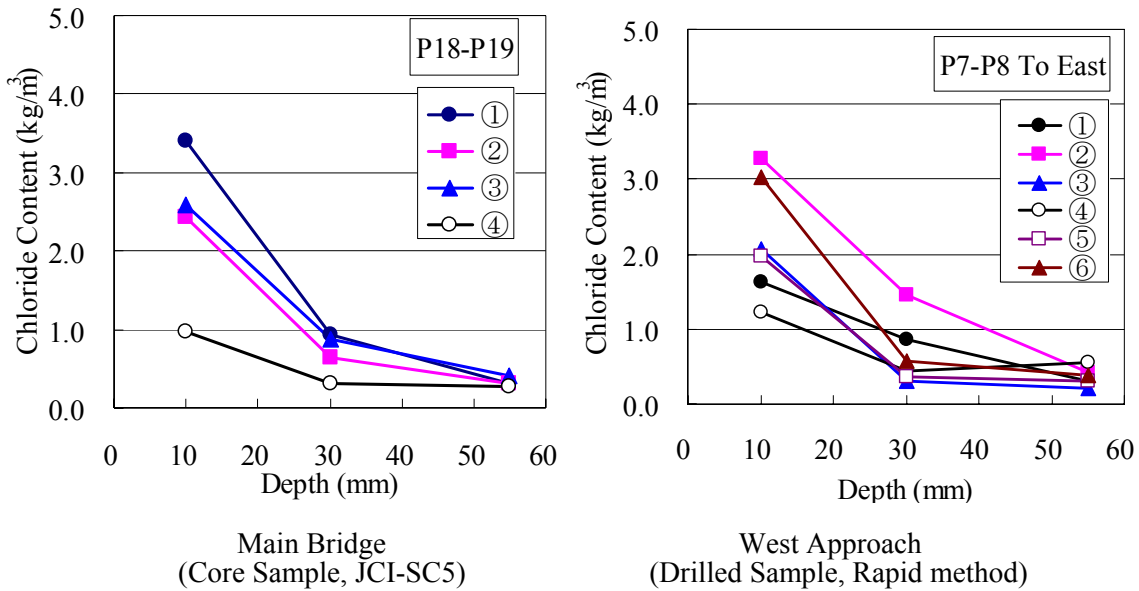 5.0
4.0
3.0
2.0
1.0
0.0
Chloride Content (kg/m³)
P18-P19
①
②
③
④
0 10 20 30 40 50 60
Depth (mm)
Main Bridge
(Core Sample, JCI-SC5)
5.0
4.0
3.0
2.0
1.0
0.0
Chloride Content (kg/m³)
P7-P8 To East
①
②
③
④
⑤
⑥
0 10 20 30 40 50 60
Depth (mm)
West Approach
(Drilled Sample, Rapid method)